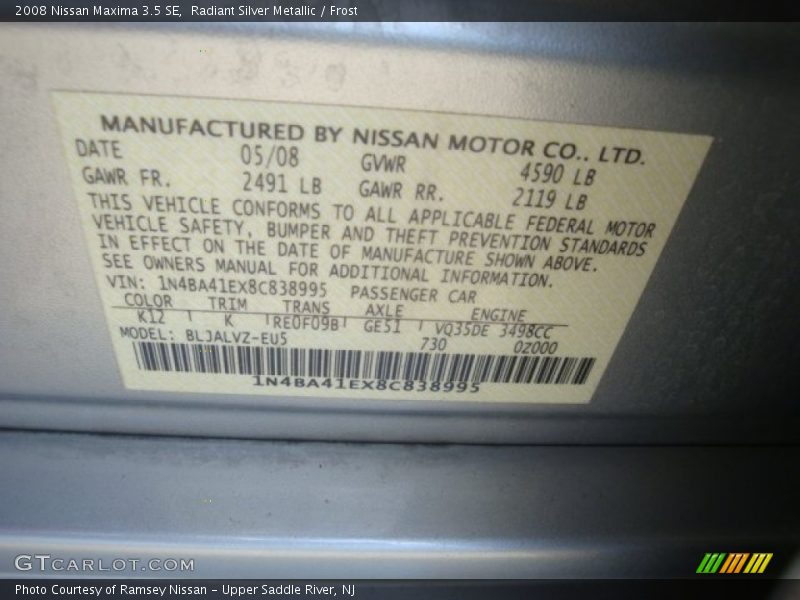 2008 Nissan Maxima 3.5 SE,  Radiant Silver Metallic / Frost
MANUFACTURED BY NISSAN MOTOR CO., LTD.
DATE 05/08 GVWR 4590 LB
GAWR FR. 2491 LB GAWR RR. 2119 LB
THIS VEHICLE CONFORMS TO ALL APPLICABLE FEDERAL MOTOR
VEHICLE SAFETY, BUMPER AND THEFT PREVENTION STANDARDS
IN EFFECT ON THE DATE OF MANUFACTURE SHOWN ABOVE.
SEE OWNERS MANUAL FOR ADDITIONAL INFORMATION.
VIN: 1N4BA41EX8C838995 PASSENGER CAR
COLOR TRIM TRANS AXLE ENGINE
K12 K RE0F09B GE51 VQ35DE 3498CC
MODEL: BLJALVZ-EU5 730 0Z000
1N4BA41EX8C838995
GTCARLOT.COM
Photo Courtesy of Ramsey Nissan – Upper Saddle River, NJ